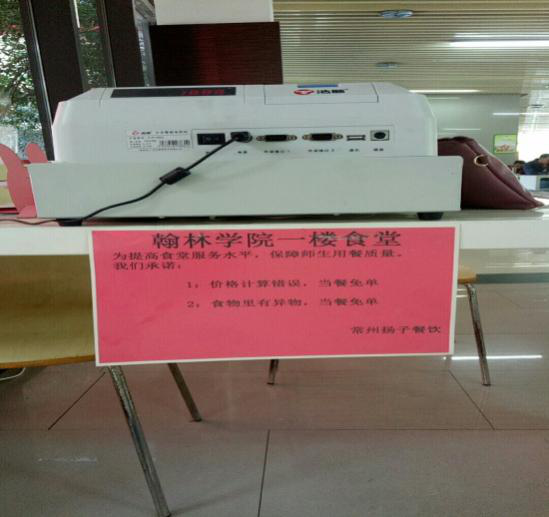 浩顺
翰林学院一楼食堂
为提高食堂服务水平，保障师生用餐质量。
我们承诺：
1：价格计算错误，当餐免单
2：食物里有异物，当餐免单
常州扬子餐饮